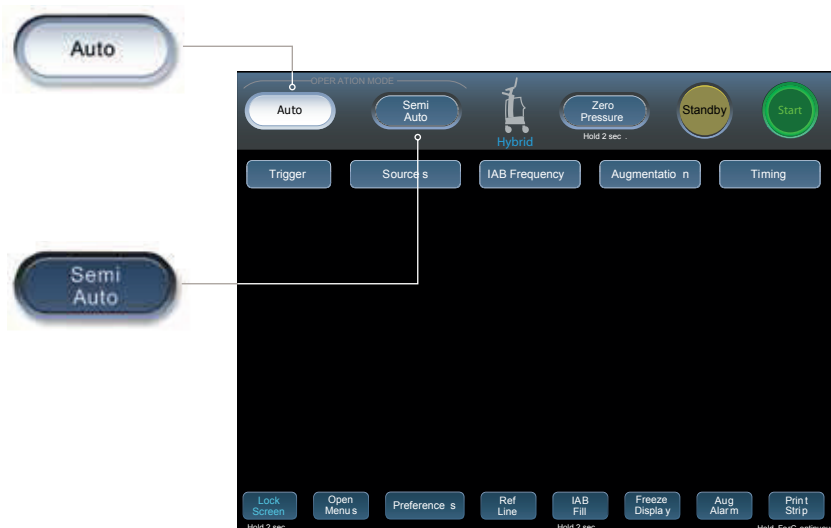 Auto
OPERATION MODE
Auto
Semi
Auto
Hybrid
Zero
Pressure
Hold 2 sec .
Standby
Start
Trigger
Source s
IAB Frequency
Augmentatio n
Timing
Semi
Auto
Lock
Screen
Hold 2 sec
Open
Menu s
Preference s
Ref
Line
IAB
Fill
Hold 2 sec
Freeze
Displa y
Aug
Alar m
Prin t
Stri p